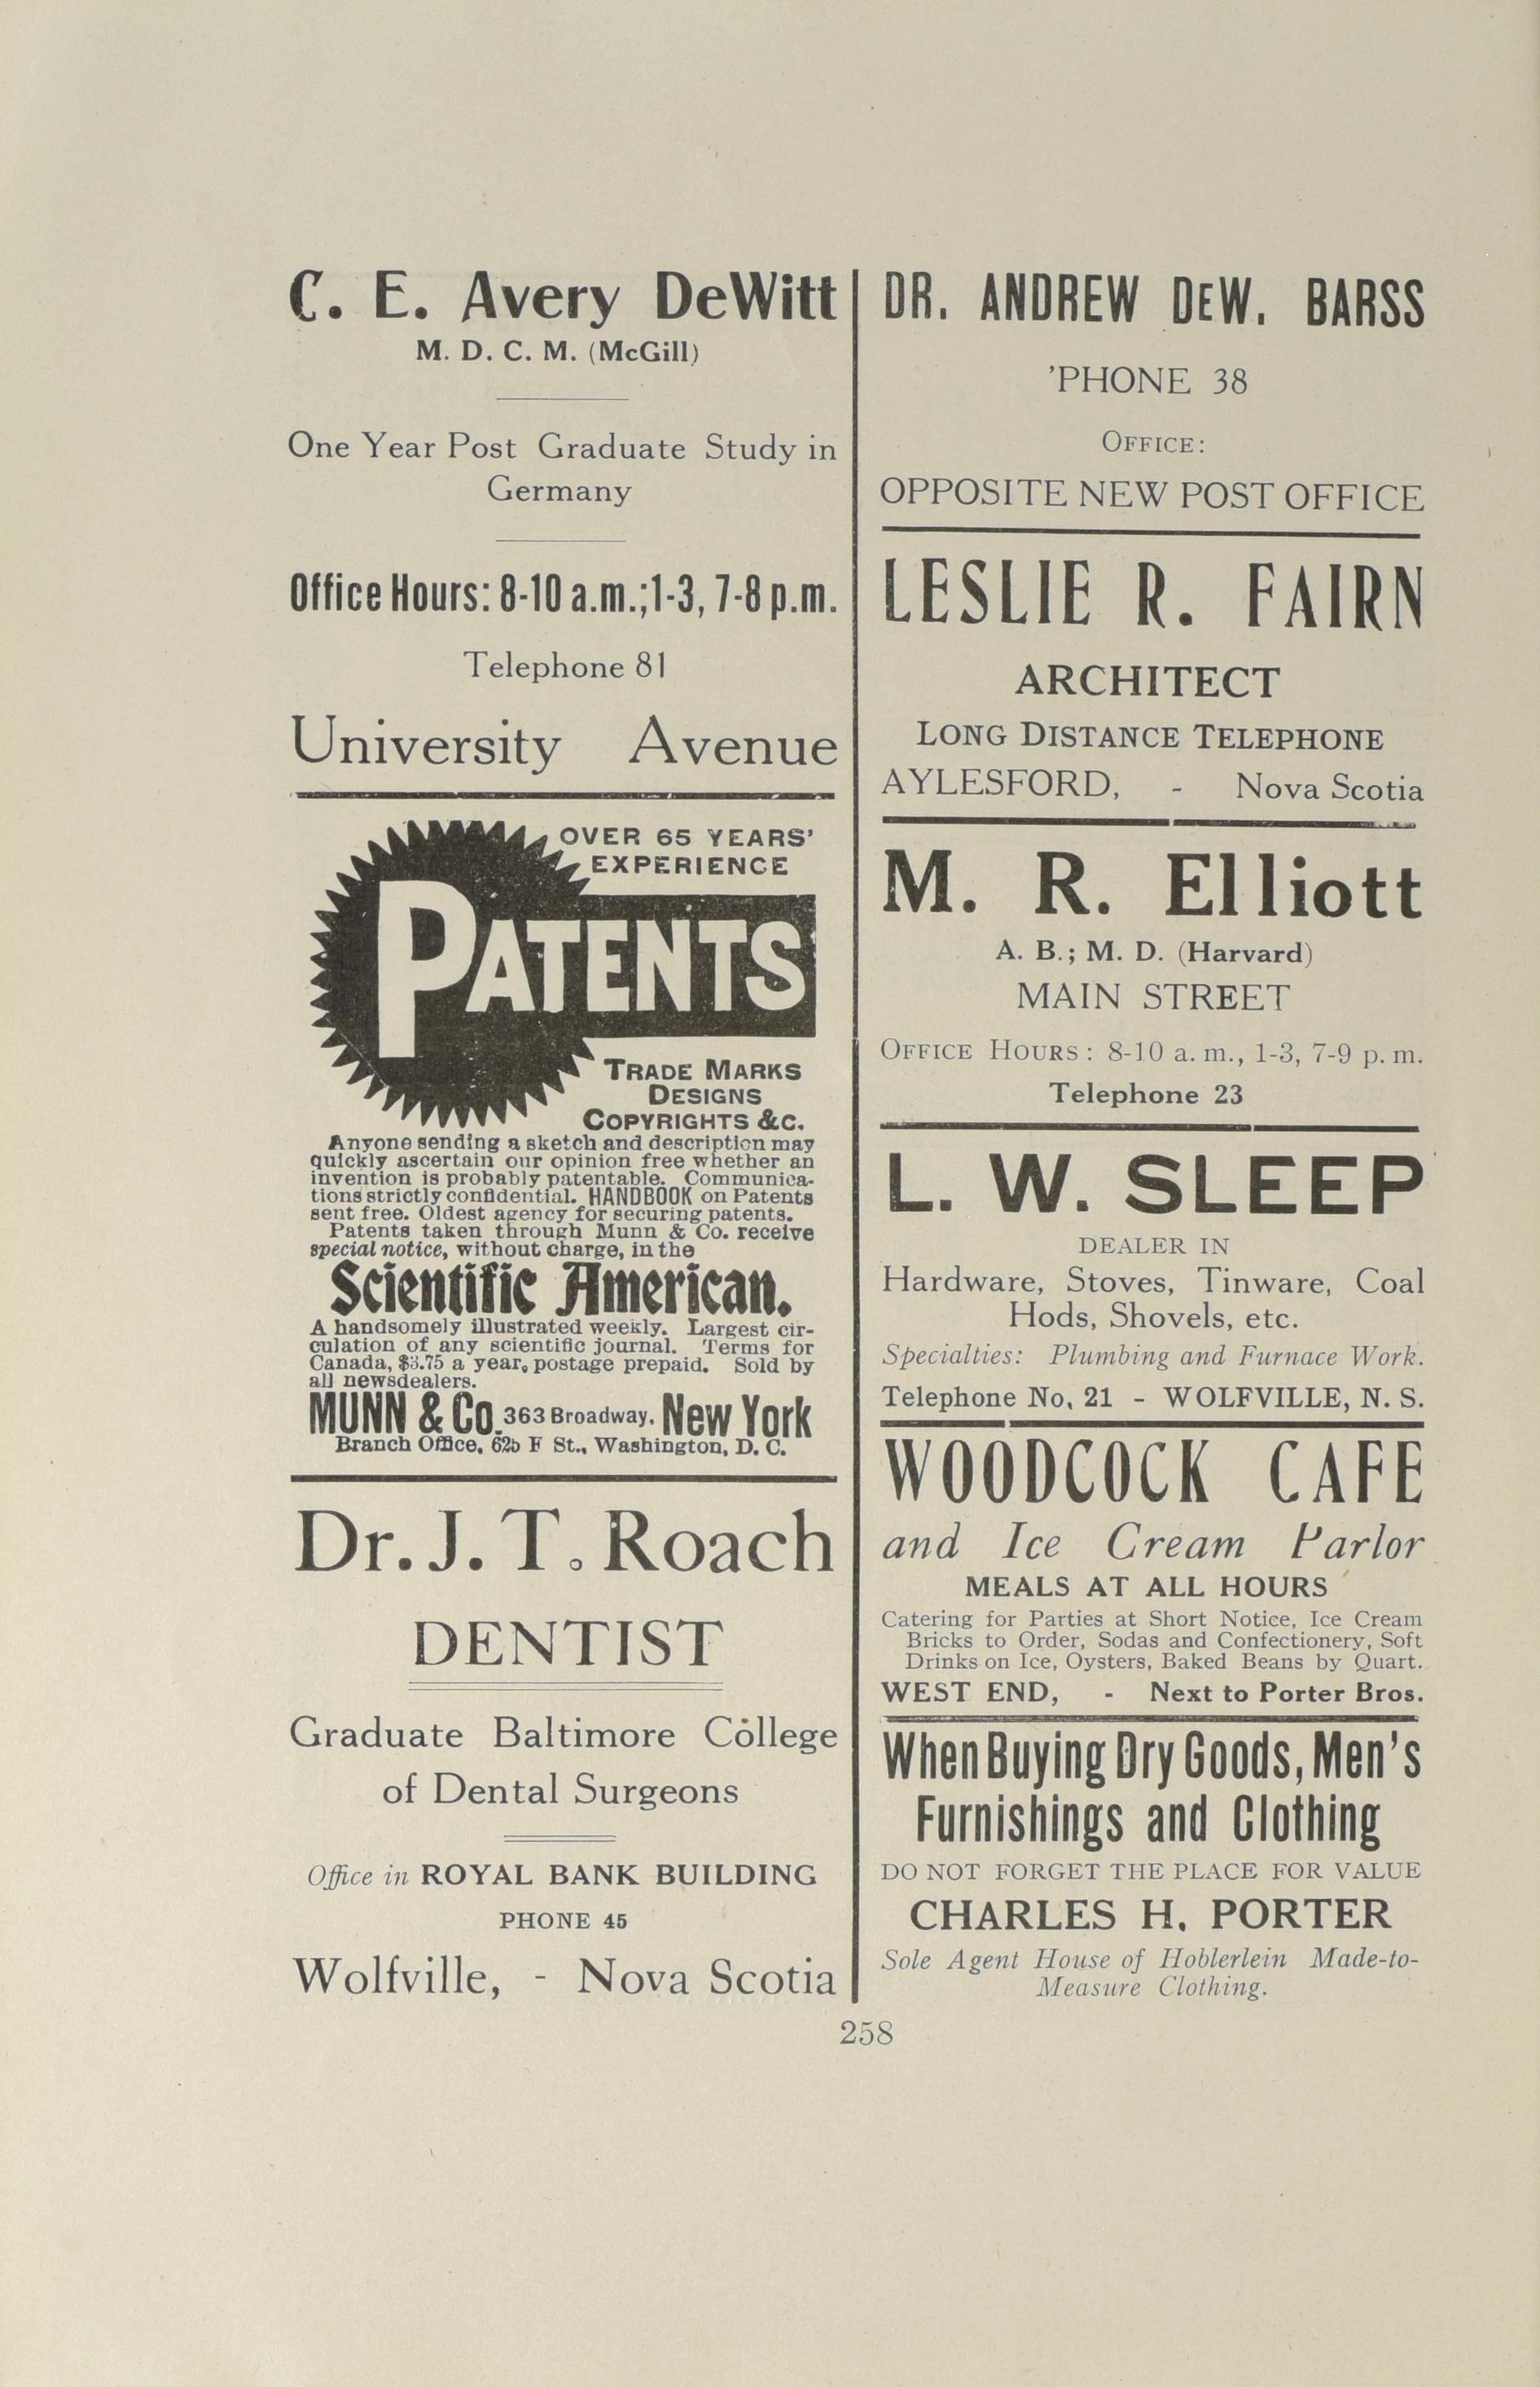 C. E. Avery DeWitt
M. D. C. M. (McGill)
One Year Post Graduate Study in
Germany
Office Hours: 8-10 a.m.; 1-3, 7-8 p.m.
Telephone 81
University Avenue
OVER 65 YEARS'
EXPERIENCE
PATENTS
TRADE MARKS
DESIGNS
COPYRIGHTS &C.
Anyone sending a sketch and description may
quickly ascertain our opinion free whether an
invention is probably patentable. Communica-
tions strictly confidential. HANDBOOK on Patents
sent free. Oldest agency for securing patents.
Patents taken through Munn & Co. receive
special notice, without charge, in the
Scientific American.
A handsomely illustrated weekly. Largest cir-
culation of any scientific journal. Terms for
Canada, $3.75 a year, postage prepaid. Sold by
all newsdealers.
MUNN & Co. 363 Broadway, New York
Branch Office, 625 F St., Washington, D. C.
Dr. J. T. Roach
DENTIST
Graduate Baltimore College
of Dental Surgeons
Office in ROYAL BANK BUILDING
PHONE 45
Wolfville, - Nova Scotia
DR. ANDREW DEW. BARSS
'PHONE 38
OFFICE:
OPPOSITE NEW POST OFFICE
LESLIE R. FAIRN
ARCHITECT
LONG DISTANCE TELEPHONE
AYLESFORD, - Nova Scotia
M. R. Elliott
A. B.; M. D. (Harvard)
MAIN STREET
OFFICE HOURS: 8-10 a. m., 1-3, 7-9 p. m.
Telephone 23
L. W. SLEEP
DEALER IN
Hardware, Stoves, Tinware, Coal
Hods, Shovels, etc.
Specialties: Plumbing and Furnace Work.
Telephone No. 21 - WOLFVILLE, N. S.
WOODCOCK CAFE
and Ice Cream Parlor
MEALS AT ALL HOURS
Catering for Parties at Short Notice, Ice Cream
Bricks to Order, Sodas and Confectionery, Soft
Drinks on Ice, Oysters, Baked Beans by Quart.
WEST END, - Next to Porter Bros.
When Buying Dry Goods, Men's
Furnishings and Clothing
DO NOT FORGET THE PLACE FOR VALUE
CHARLES H. PORTER
Sole Agent House of Hoblerlein Made-to-
Measure Clothing.
258